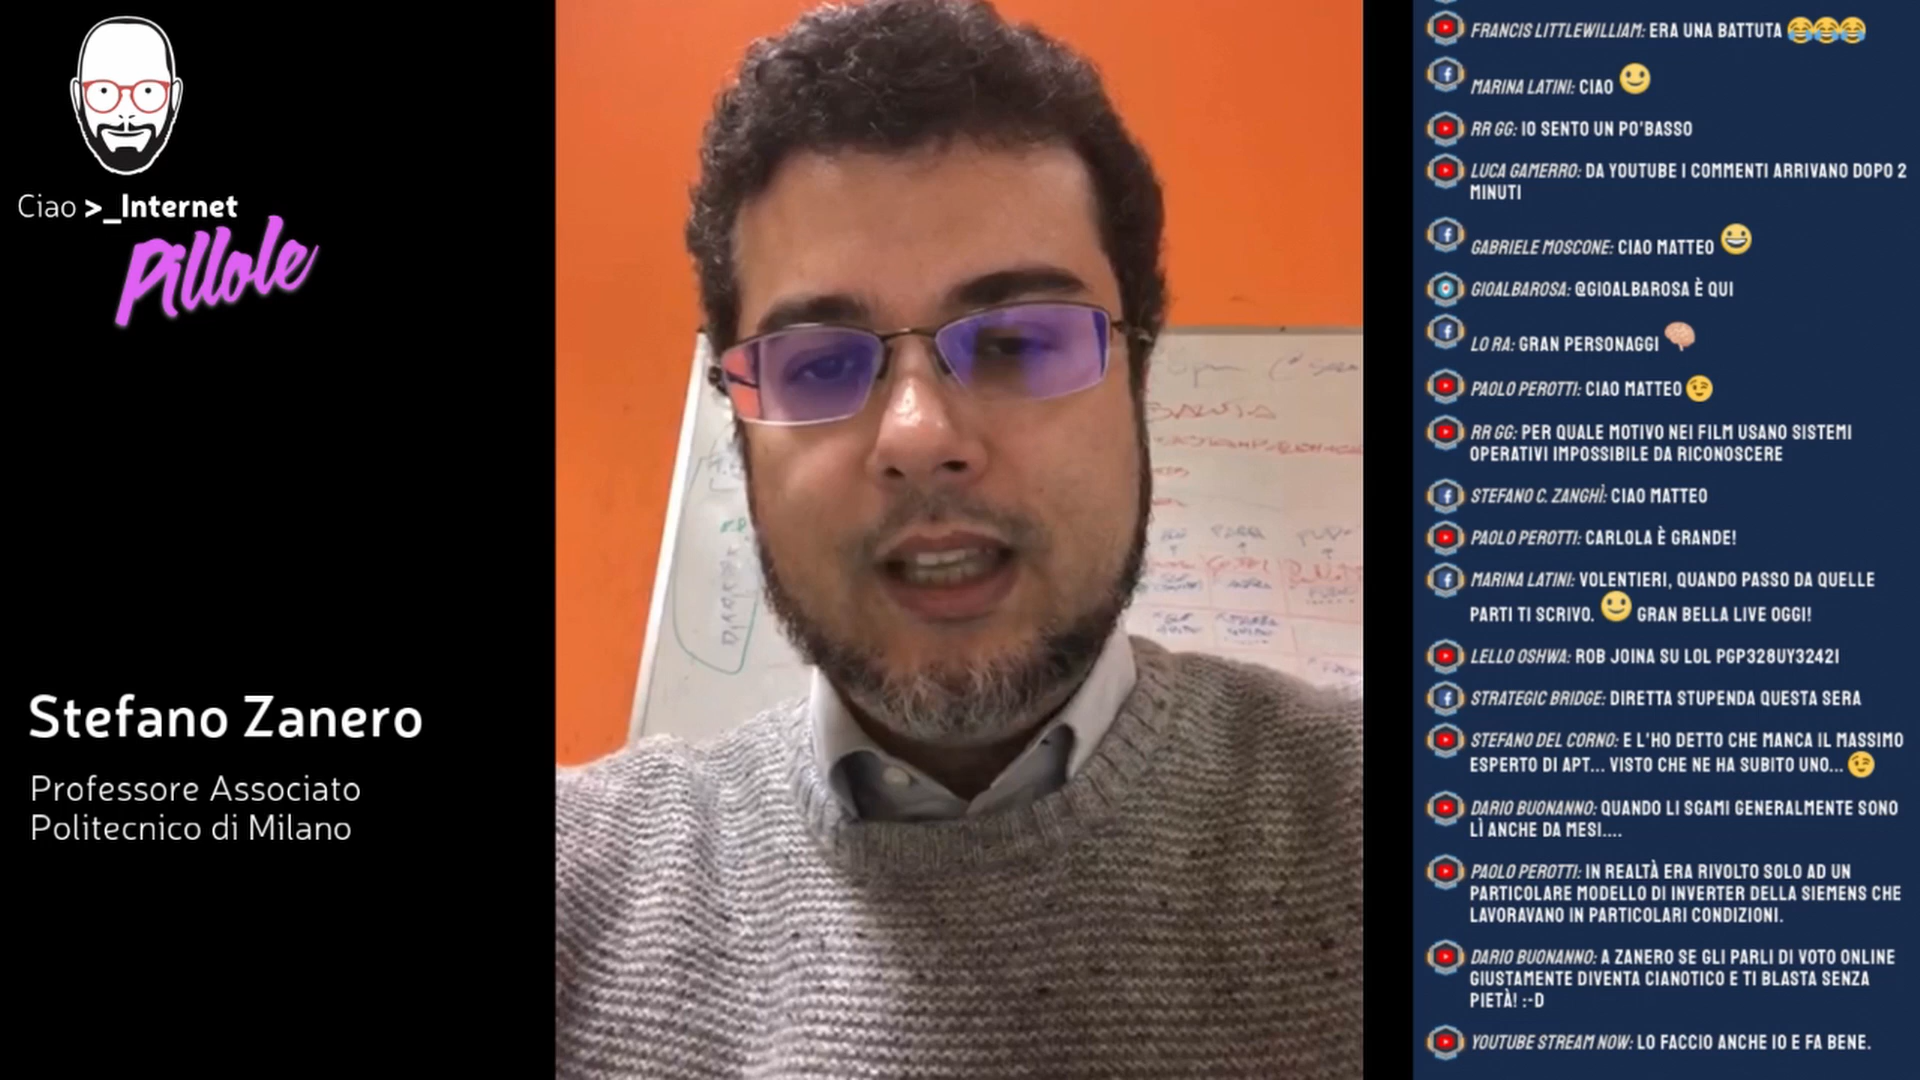 Ciao >_Internet
Pillole
Stefano Zanero
Professore Associato
Politecnico di Milano
FRANCIS LITTLEWILLIAM: ERA UNA BATTUTA 😂😂😂
MARINA LATINI: CIAO 🙂
RR GG: IO SENTO UN PO'BASSO
LUCA GAMERRO: DA YOUTUBE I COMMENTI ARRIVANO DOPO 2
MINUTI
GABRIELE MOSCONE: CIAO MATTEO 😀
GIOALBAROSA: @GIOALBAROSA È QUI
LO RA: GRAN PERSONAGGI 🧠
PAOLO PEROTTI: CIAO MATTEO 😉
RR GG: PER QUALE MOTIVO NEI FILM USANO SISTEMI
OPERATIVI IMPOSSIBILE DA RICONOSCERE
STEFANO C. ZANGHÌ: CIAO MATTEO
PAOLO PEROTTI: CARLOLA È GRANDE!
MARINA LATINI: VOLENTIERI, QUANDO PASSO DA QUELLE
PARTI TI SCRIVO. 🙂 GRAN BELLA LIVE OGGI!
LELLO OSHWA: ROB JOINA SU LOL PGP328UY3242I
STRATEGIC BRIDGE: DIRETTA STUPENDA QUESTA SERA
STEFANO DEL CORNO: E L'HO DETTO CHE MANCA IL MASSIMO
ESPERTO DI APT... VISTO CHE NE HA SUBITO UNO... 😉
DARIO BUONANNO: QUANDO LI SGAMI GENERALMENTE SONO
LÌ ANCHE DA MESI....
PAOLO PEROTTI: IN REALTÀ ERA RIVOLTO SOLO AD UN
PARTICOLARE MODELLO DI INVERTER DELLA SIEMENS CHE
LAVORAVANO IN PARTICOLARI CONDIZIONI.
DARIO BUONANNO: A ZANERO SE GLI PARLI DI VOTO ONLINE
GIUSTAMENTE DIVENTA CIANOTICO E TI BLASTA SENZA
PIETÀ! :-D
YOUTUBE STREAM NOW: LO FACCIO ANCHE IO E FA BENE.